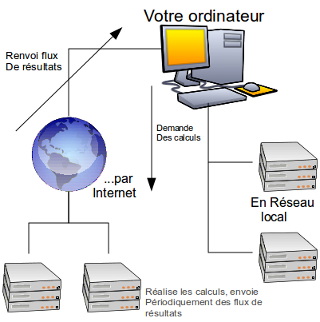 Votre ordinateur
Renvoi flux
De résultats
Demande
Des calculs
...par
Internet
En Réseau
local
Réalise les calculs, envoie
Périodiquement des flux de
résultats